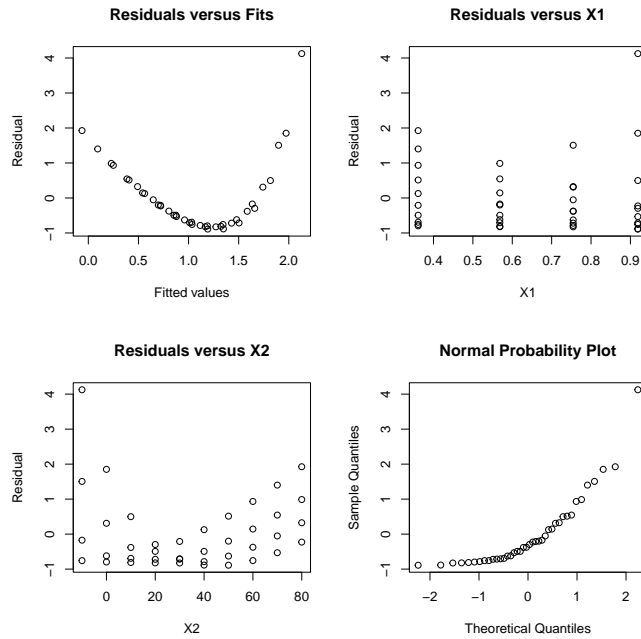 Residuals versus Fits
Residual
4
3
2
1
0
−1
0.0 0.5 1.0 1.5 2.0
Fitted values
Residuals versus X1
Residual
4
3
2
1
0
−1
0.4 0.5 0.6 0.7 0.8 0.9
X1
Residuals versus X2
Residual
4
3
2
1
0
−1
0 20 40 60 80
X2
Normal Probability Plot
Sample Quantiles
4
3
2
1
0
−1
−2 −1 0 1 2
Theoretical Quantiles